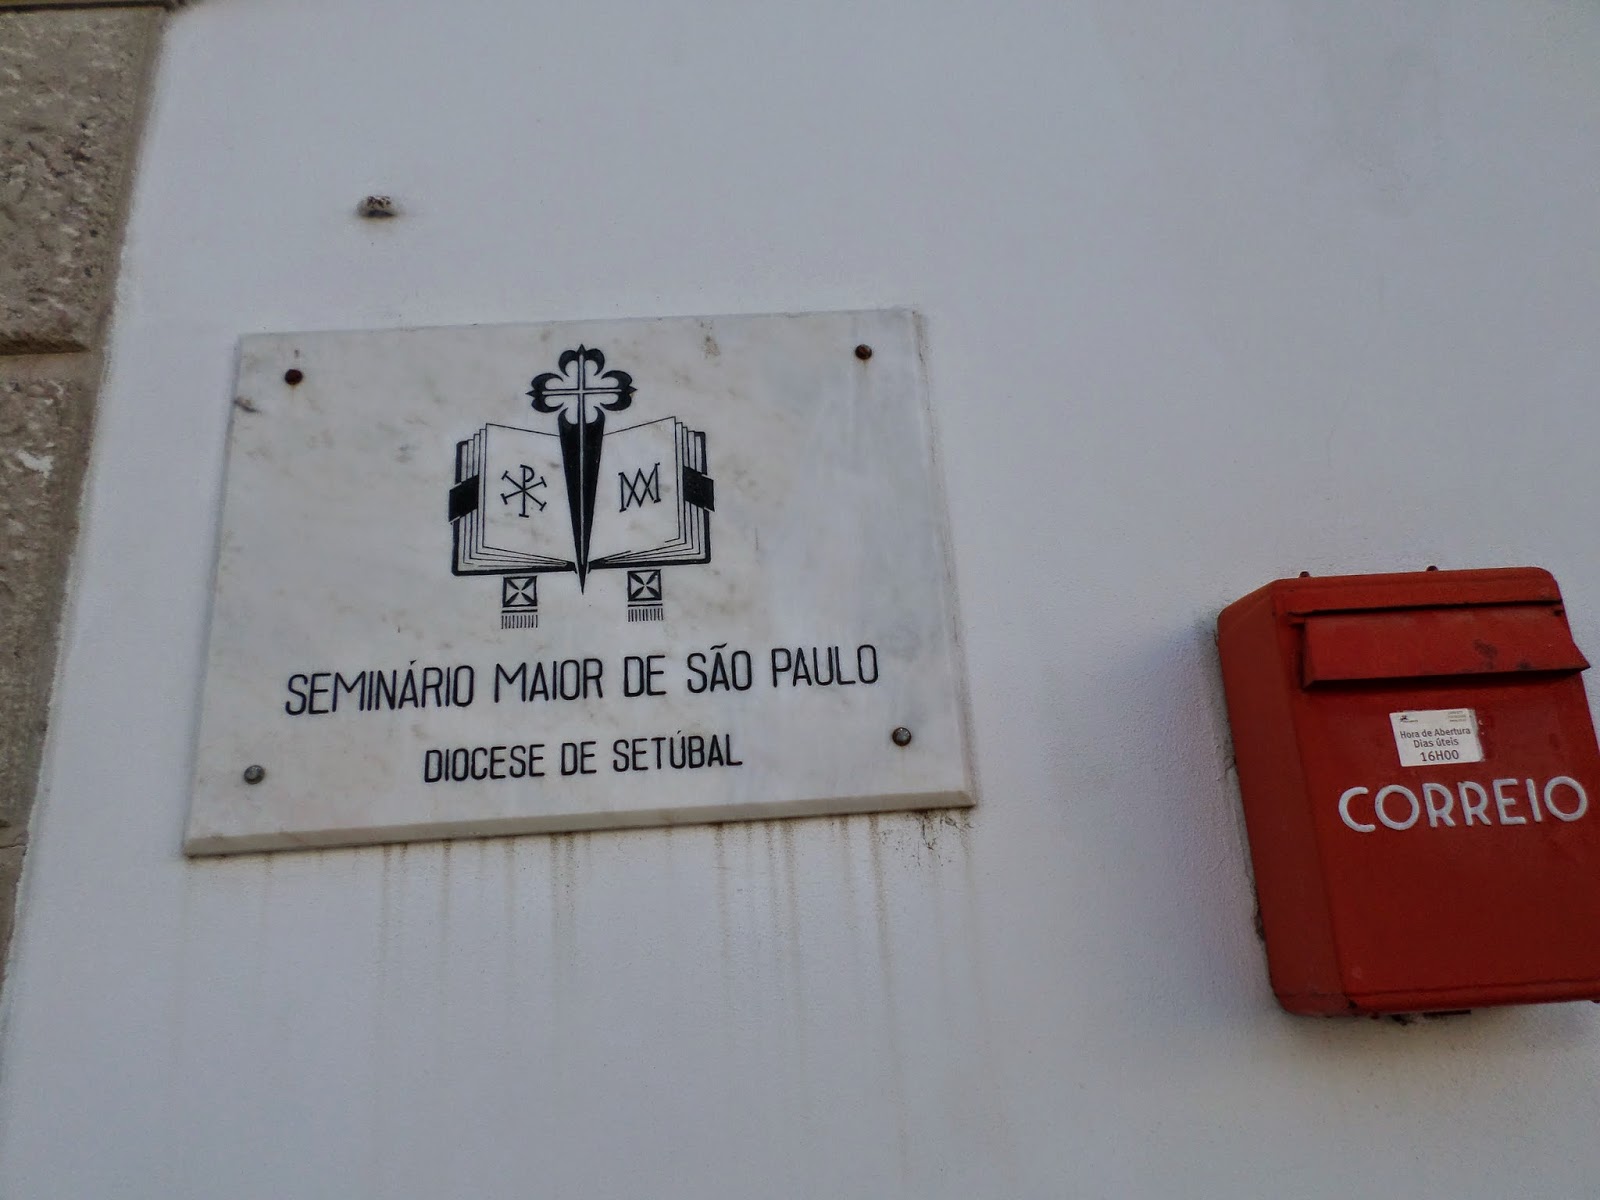 SEMINÁRIO MAIOR DE SÃO PAULO
DIOCESE DE SETÚBAL
Hora de Abertura
Dias úteis
16H00
CORREIO